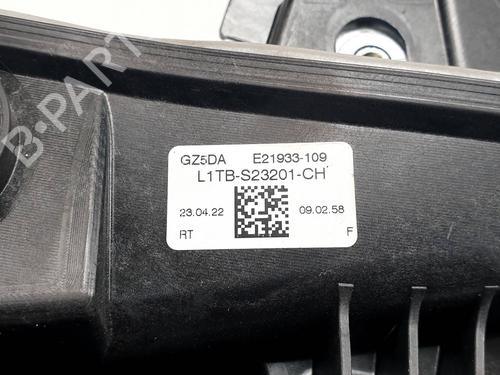 B-PARTS
GZ5DA E21933-109
L1TB-S23201-CH
23.04.22 09.02.58
RT F